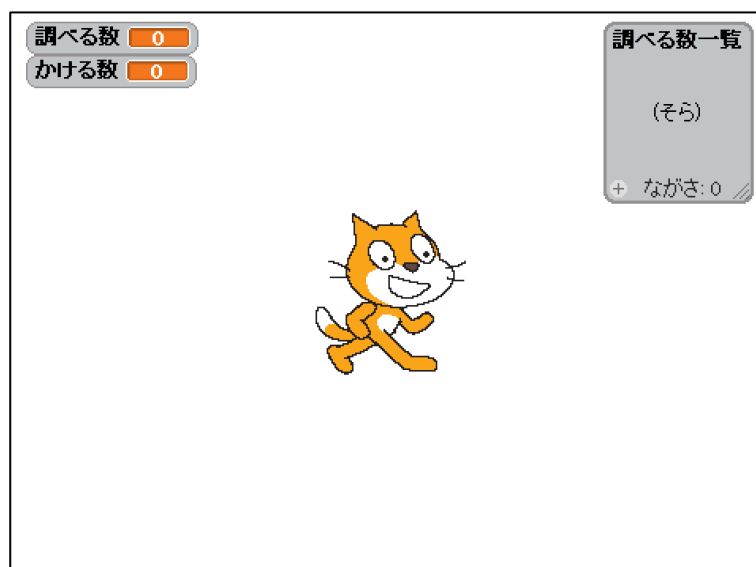 調べる数 0
かける数 0
調べる数一覧
(そら)
+ ながさ: 0